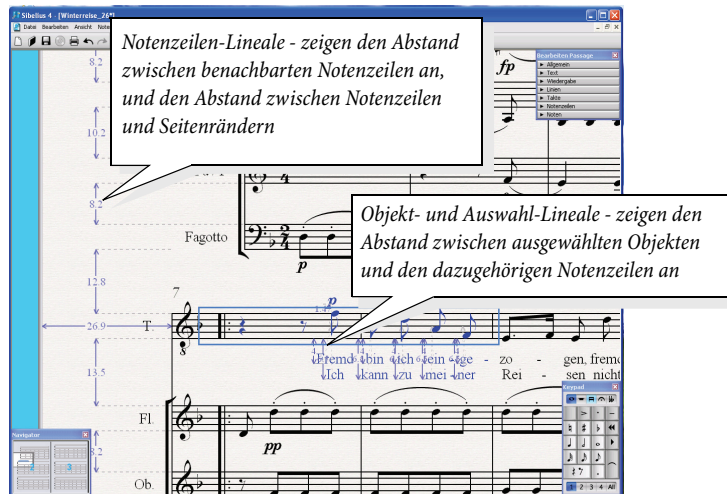 Sibelius 4 - [Winterreise_26*]
Datei Bearbeiten Ansicht
Notenzeilen-Lineale - zeigen den Abstand
zwischen benachbarten Notenzeilen an,
und den Abstand zwischen Notenzeilen
und Seitenrändern
8.2
fp
Bearbeiten Passage
Allgemein
Text
Wiedergabe
Linien
Takte
Notenzeilen
Noten
10.2
8.2
Objekt- und Auswahl-Lineale - zeigen den
Abstand zwischen ausgewählten Objekten
und den dazugehörigen Notenzeilen an
Fagotto
p
12.8
7
p
26.9
T.
8
Fremd bin ich ein - ge - zo - gen, fremd
Ich kann zu mei - ner Rei - sen nicht
13.5
Keypad
Fl.
pp
Navigator
2 3
8.2
Ob.
1 2 3 4 All